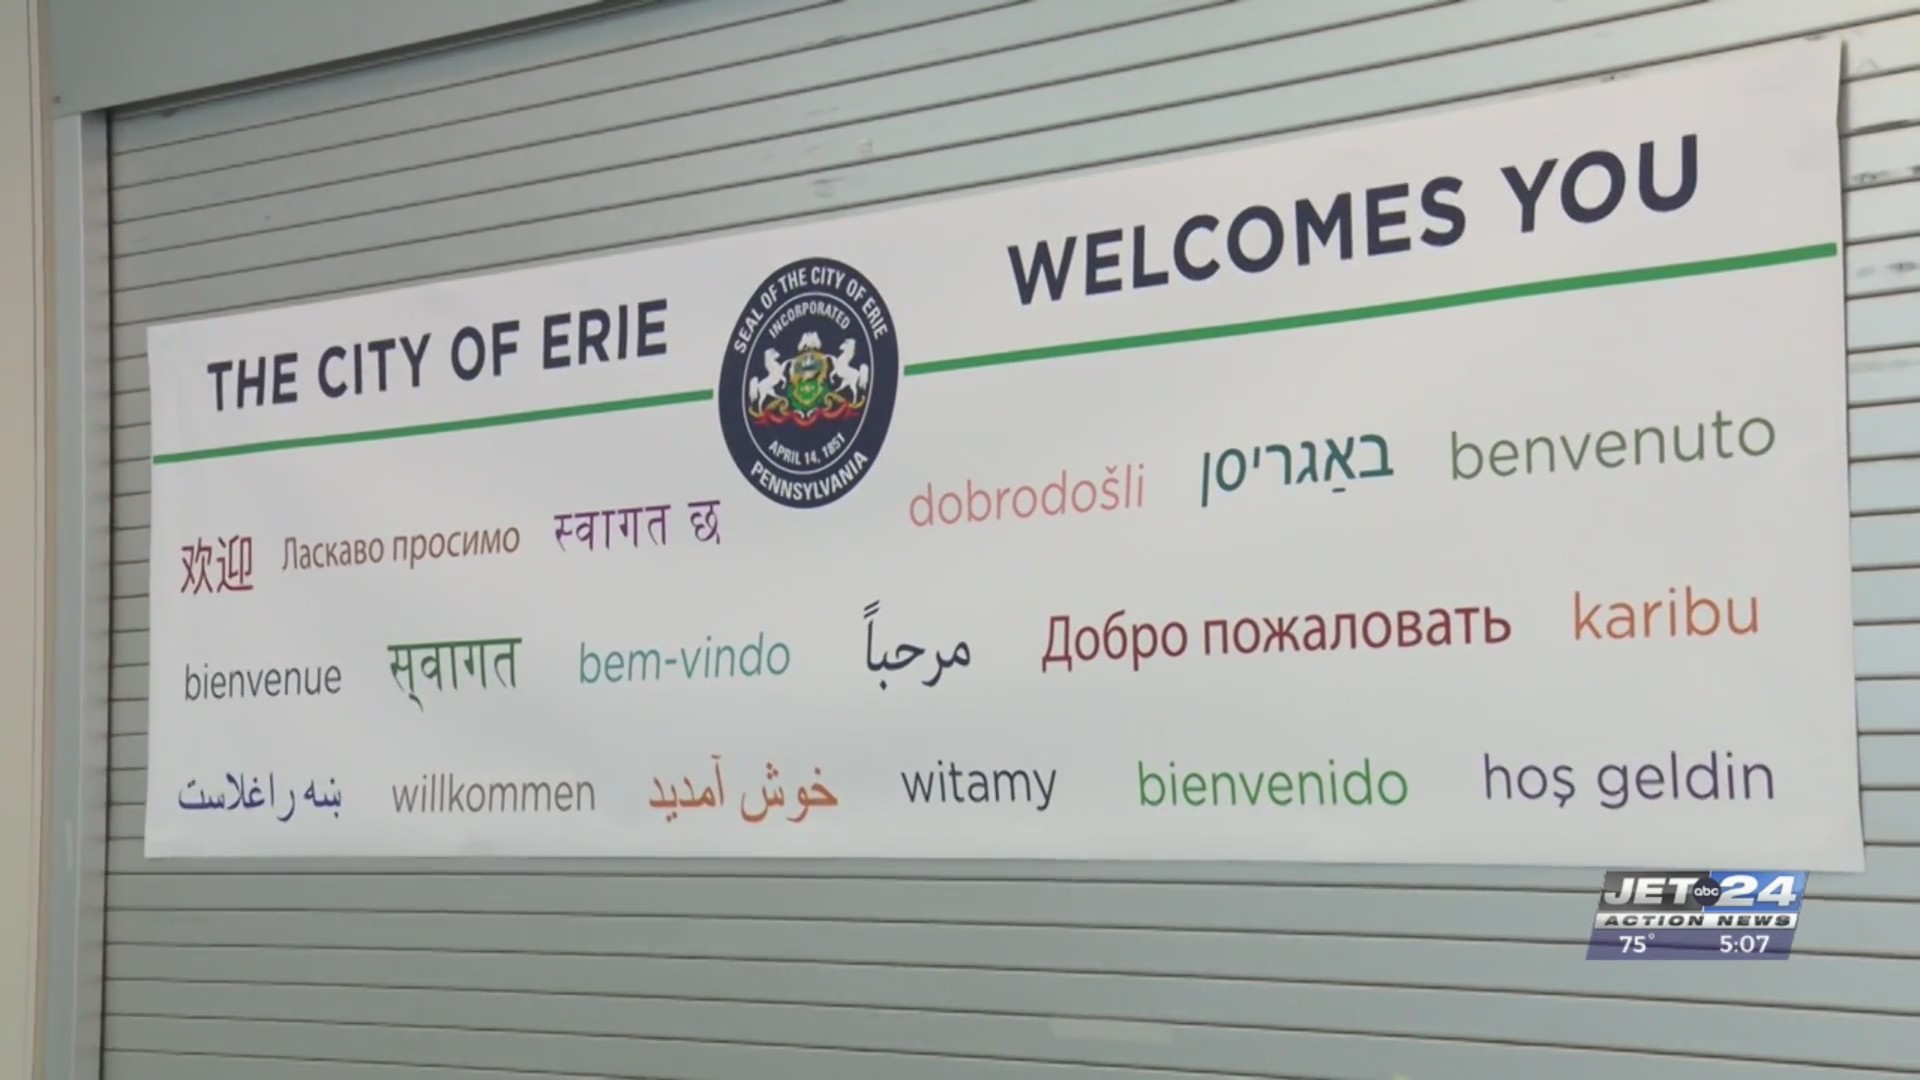 THE CITY OF ERIE WELCOMES YOU
SEAL OF THE CITY OF ERIE
INCORPORATED
APRIL 14, 1851
PENNSYLVANIA
欢迎 Ласкаво просимо स्वागत छ dobrodošli באַגריסן benvenuto
bienvenue स्वागत bem-vindo مرحباً Добро пожаловать karibu
ښه راغلاست willkommen خوش آمدید witamy bienvenido hoş geldin
JET abc 24
ACTION NEWS
75° 5:07